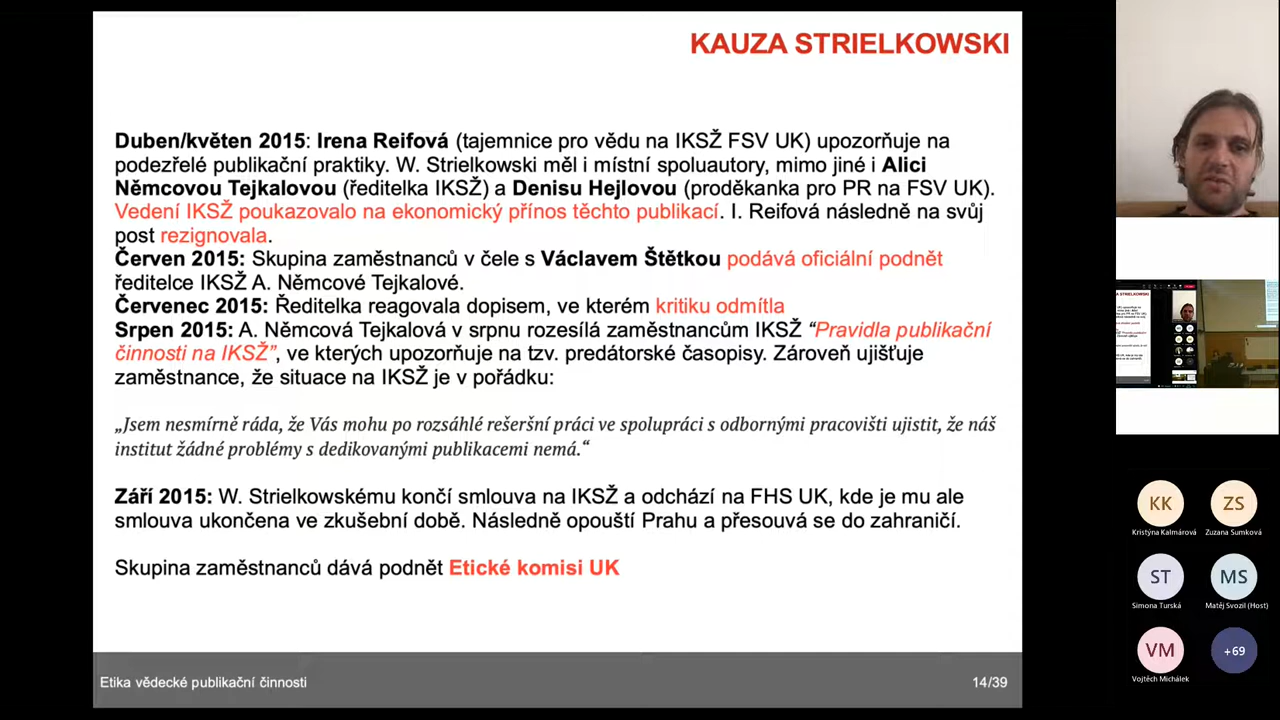 KAUZA STRIELKOWSKI
Duben/květen 2015: Irena Reifová (tajemnice pro vědu na IKSŽ FSV UK) upozorňuje na
podezřelé publikační praktiky. W. Strielkowski měl i místní spoluautory, mimo jiné i Alici
Němcovou Tejkalovou (ředitelka IKSŽ) a Denisu Hejlovou (proděkanka pro PR na FSV UK).
Vedení IKSŽ poukazovalo na ekonomický přínos těchto publikací. I. Reifová následně na svůj
post rezignovala.
Červen 2015: Skupina zaměstnanců v čele s Václavem Štětkou podává oficiální podnět
ředitelce IKSŽ A. Němcové Tejkalové.
Červenec 2015: Ředitelka reagovala dopisem, ve kterém kritiku odmítla
Srpen 2015: A. Němcová Tejkalová v srpnu rozesílá zaměstnancům IKSŽ “Pravidla publikační
činnosti na IKSŽ”, ve kterých upozorňuje na tzv. predátorské časopisy. Zároveň ujišťuje
zaměstnance, že situace na IKSŽ je v pořádku:
„Jsem nesmírně ráda, že Vás mohu po rozsáhlé rešeršní práci ve spolupráci s odbornými pracovišti ujistit, že náš
institut žádné problémy s dedikovanými publikacemi nemá.“
Září 2015: W. Strielkowskému končí smlouva na IKSŽ a odchází na FHS UK, kde je mu ale
smlouva ukončena ve zkušební době. Následně opouští Prahu a přesouvá se do zahraničí.
Skupina zaměstnanců dává podnět Etické komisi UK
Etika vědecké publikační činnosti
14/39
KK
ZS
Kristýna Kalmárová
Zuzana Sumková
ST
MS
Simona Turská
Matěj Svozil (Host)
VM
+69
Vojtěch Michálek